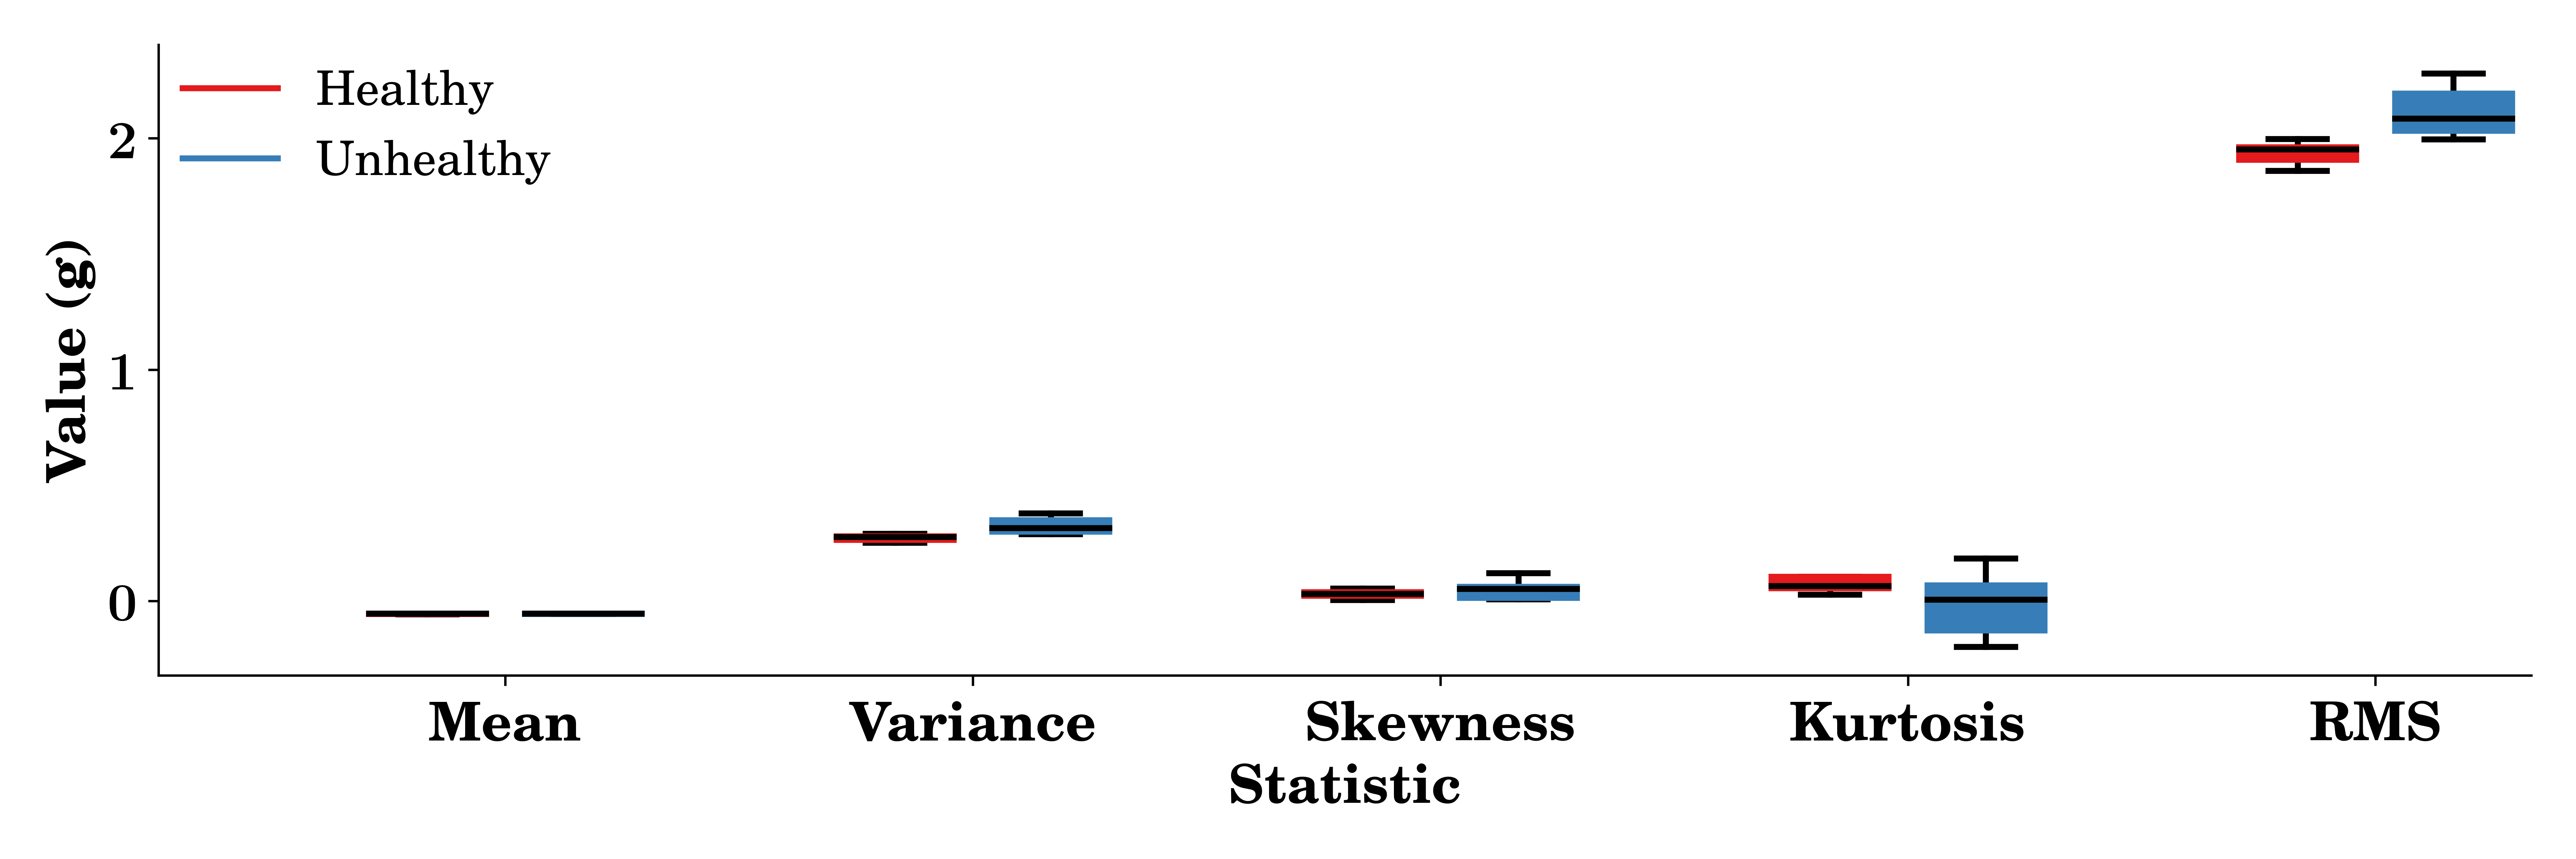 Healthy
Unhealthy
2
1
0
Value (g)
Mean Variance Skewness Kurtosis RMS
Statistic